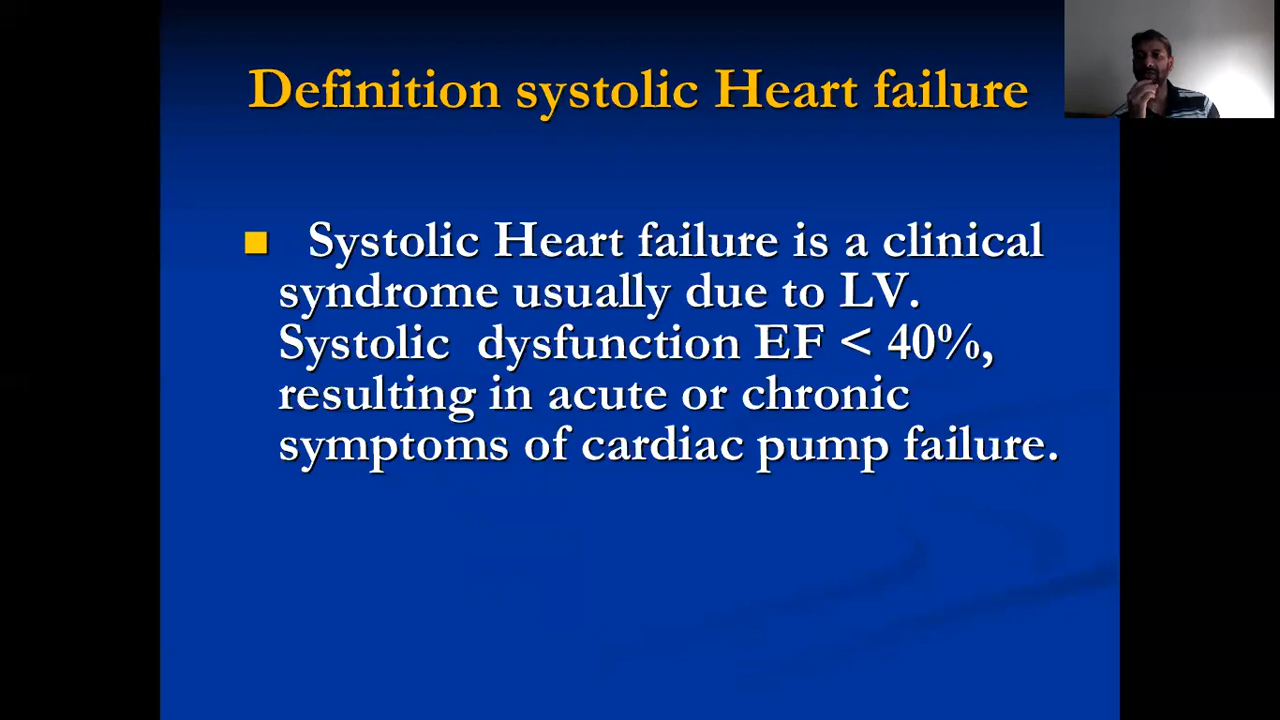 Definition systolic Heart failure
Systolic Heart failure is a clinical
syndrome usually due to LV.
Systolic dysfunction EF < 40%,
resulting in acute or chronic
symptoms of cardiac pump failure.